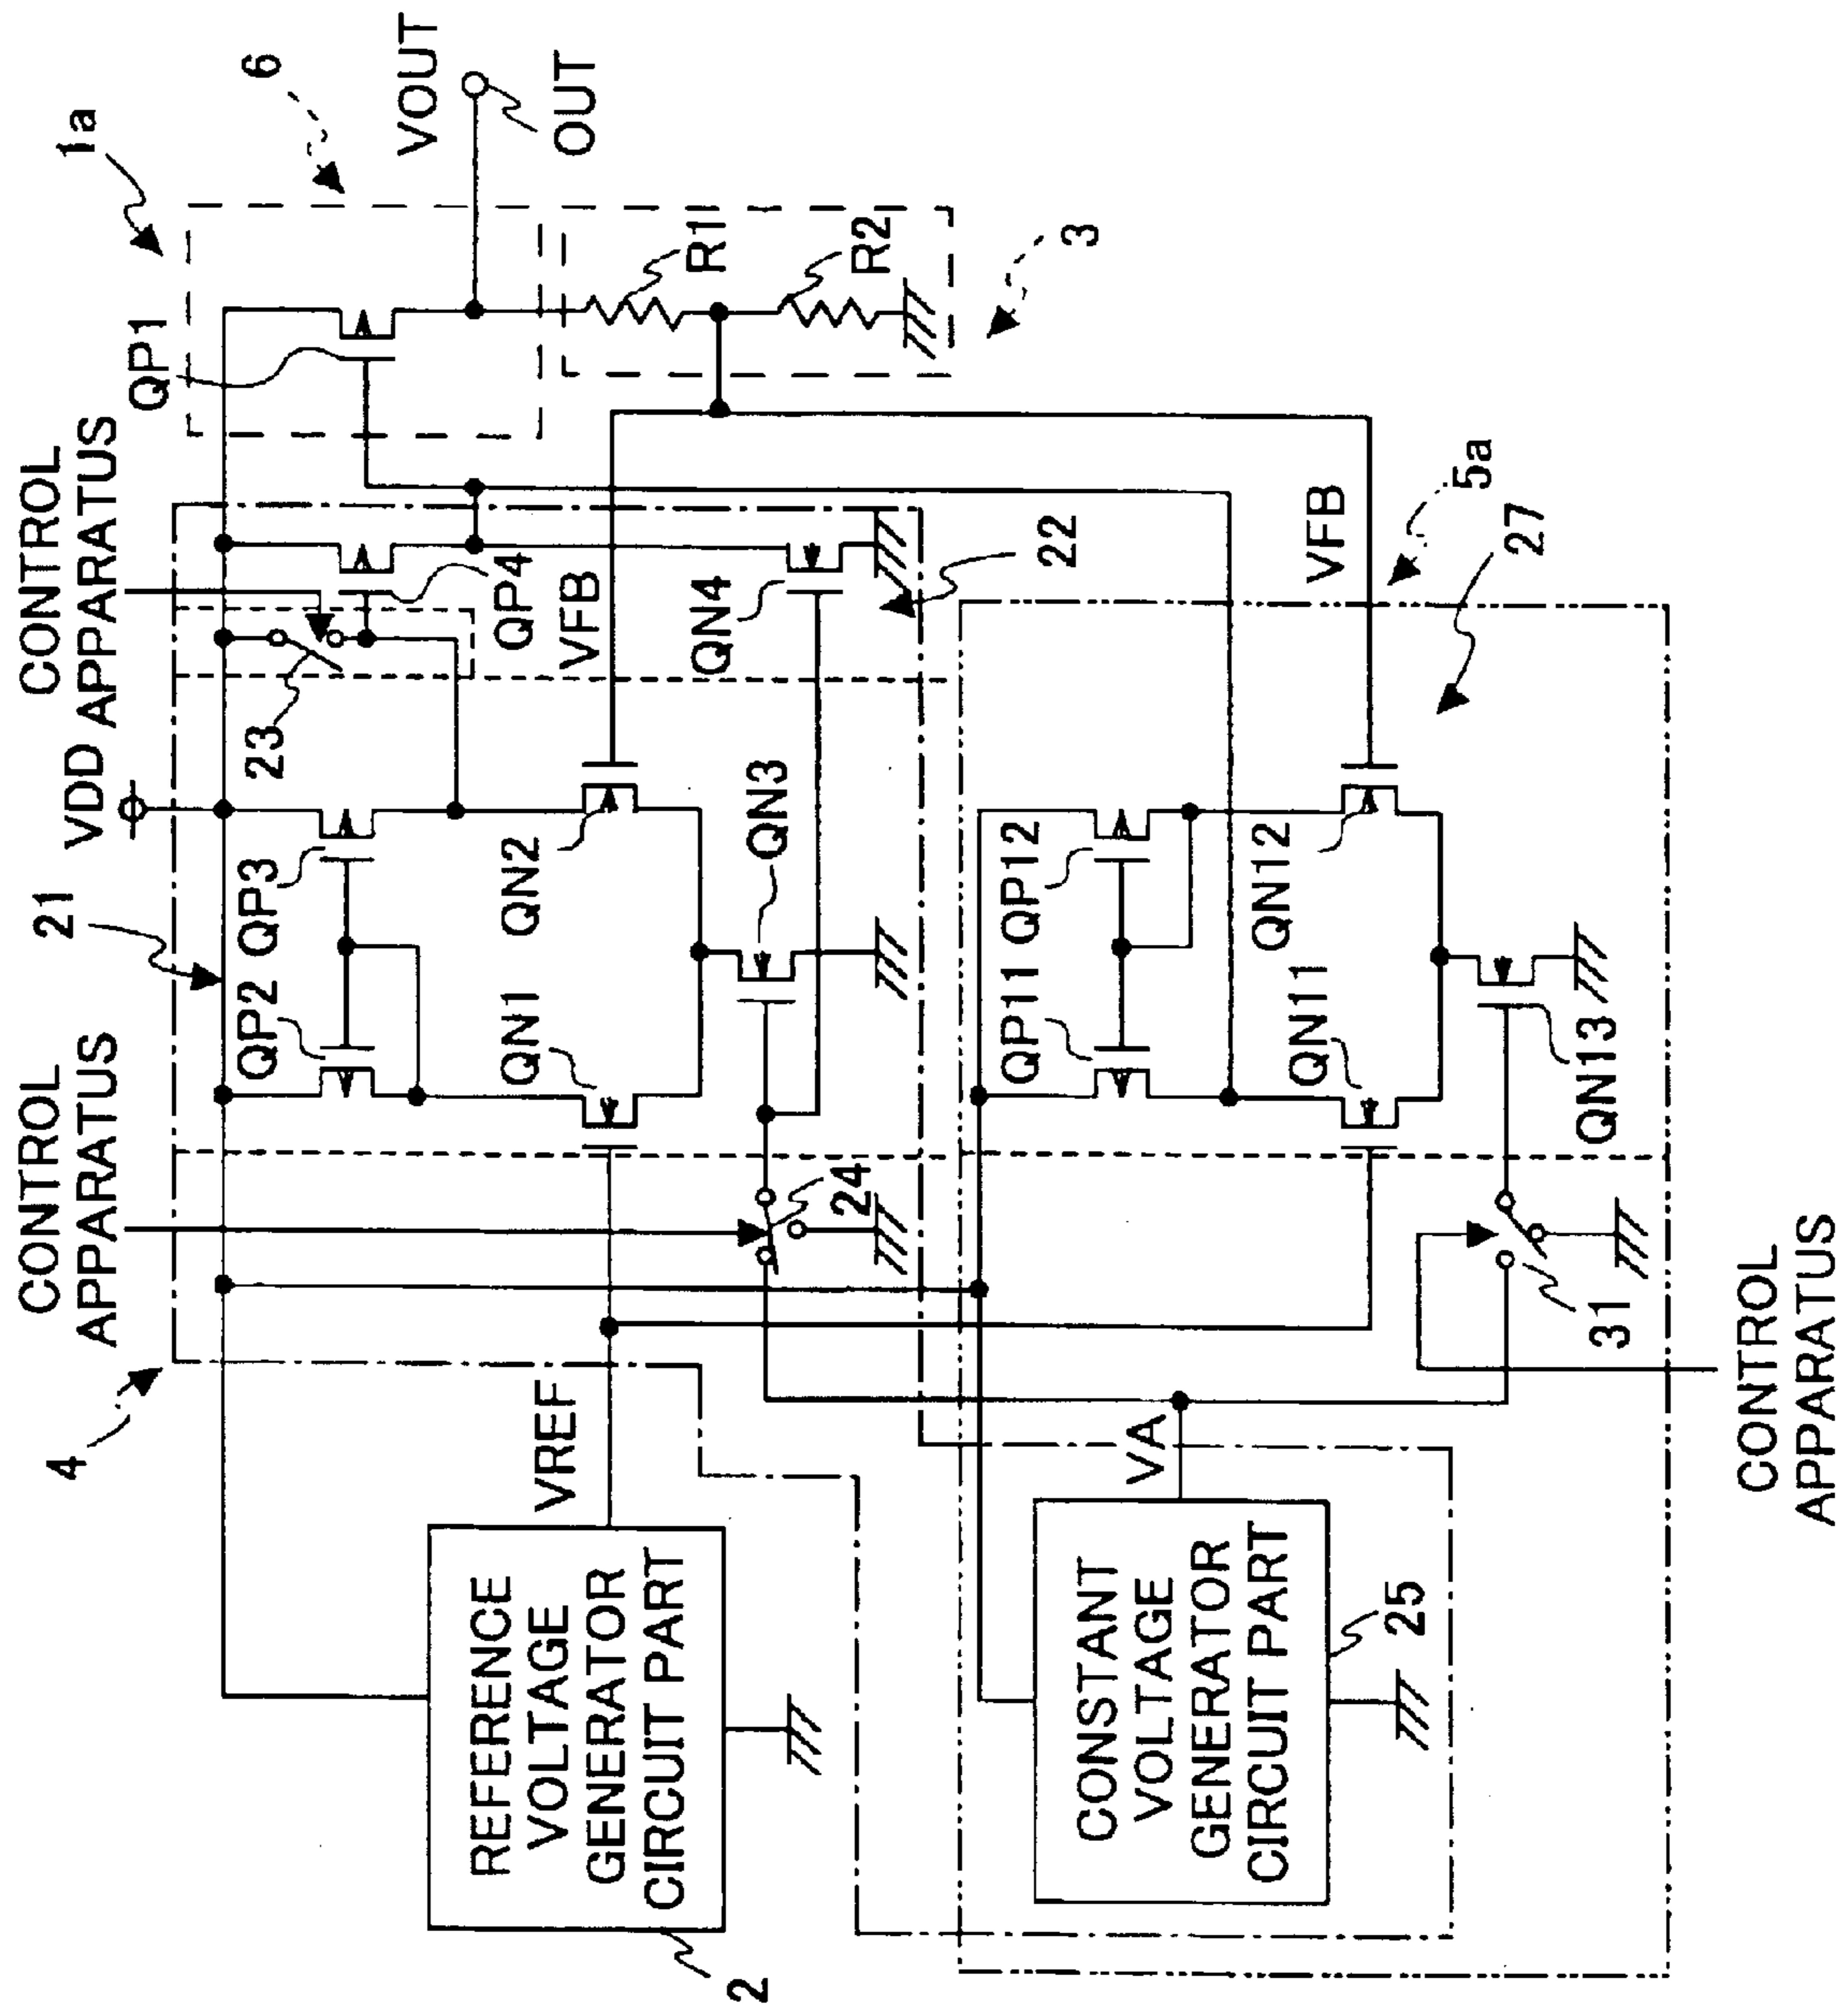 1a
6
CONTROL
APPARATUS
VDD
CONTROL
APPARATUS
21
4
QP1
VOUT
OUT
23
QP4
QP3
QP2
VFB
QN2
QN1
R1
R2
3
QN4
QN3
22
24
VREF
REFERENCE
VOLTAGE
GENERATOR
CIRCUIT PART
2
VFB
5a
27
QP12
QP11
QN12
QN11
QN13
31
VA
CONSTANT
VOLTAGE
GENERATOR
CIRCUIT PART
25
CONTROL
APPARATUS